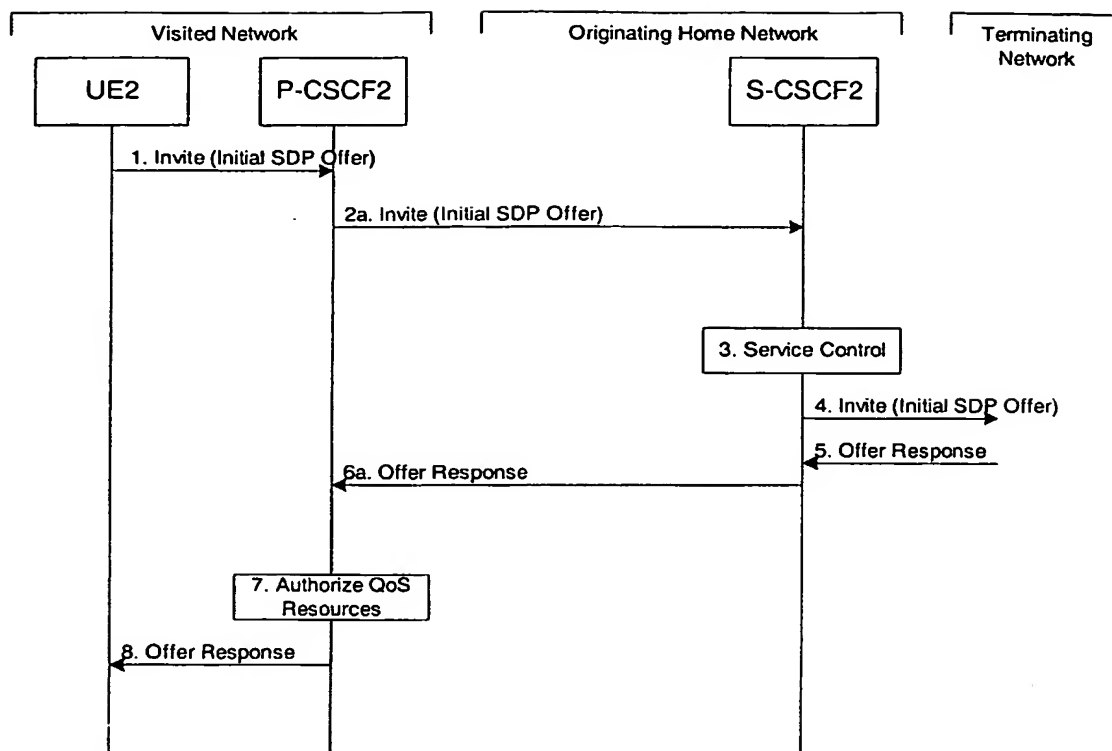 Visited Network
Originating Home Network
Terminating
Network
UE2
P-CSCF2
S-CSCF2
1. Invite (Initial SDP Offer)
2a. Invite (Initial SDP Offer)
3. Service Control
4. Invite (Initial SDP Offer)
5. Offer Response
6a. Offer Response
7. Authorize QoS
Resources
8. Offer Response